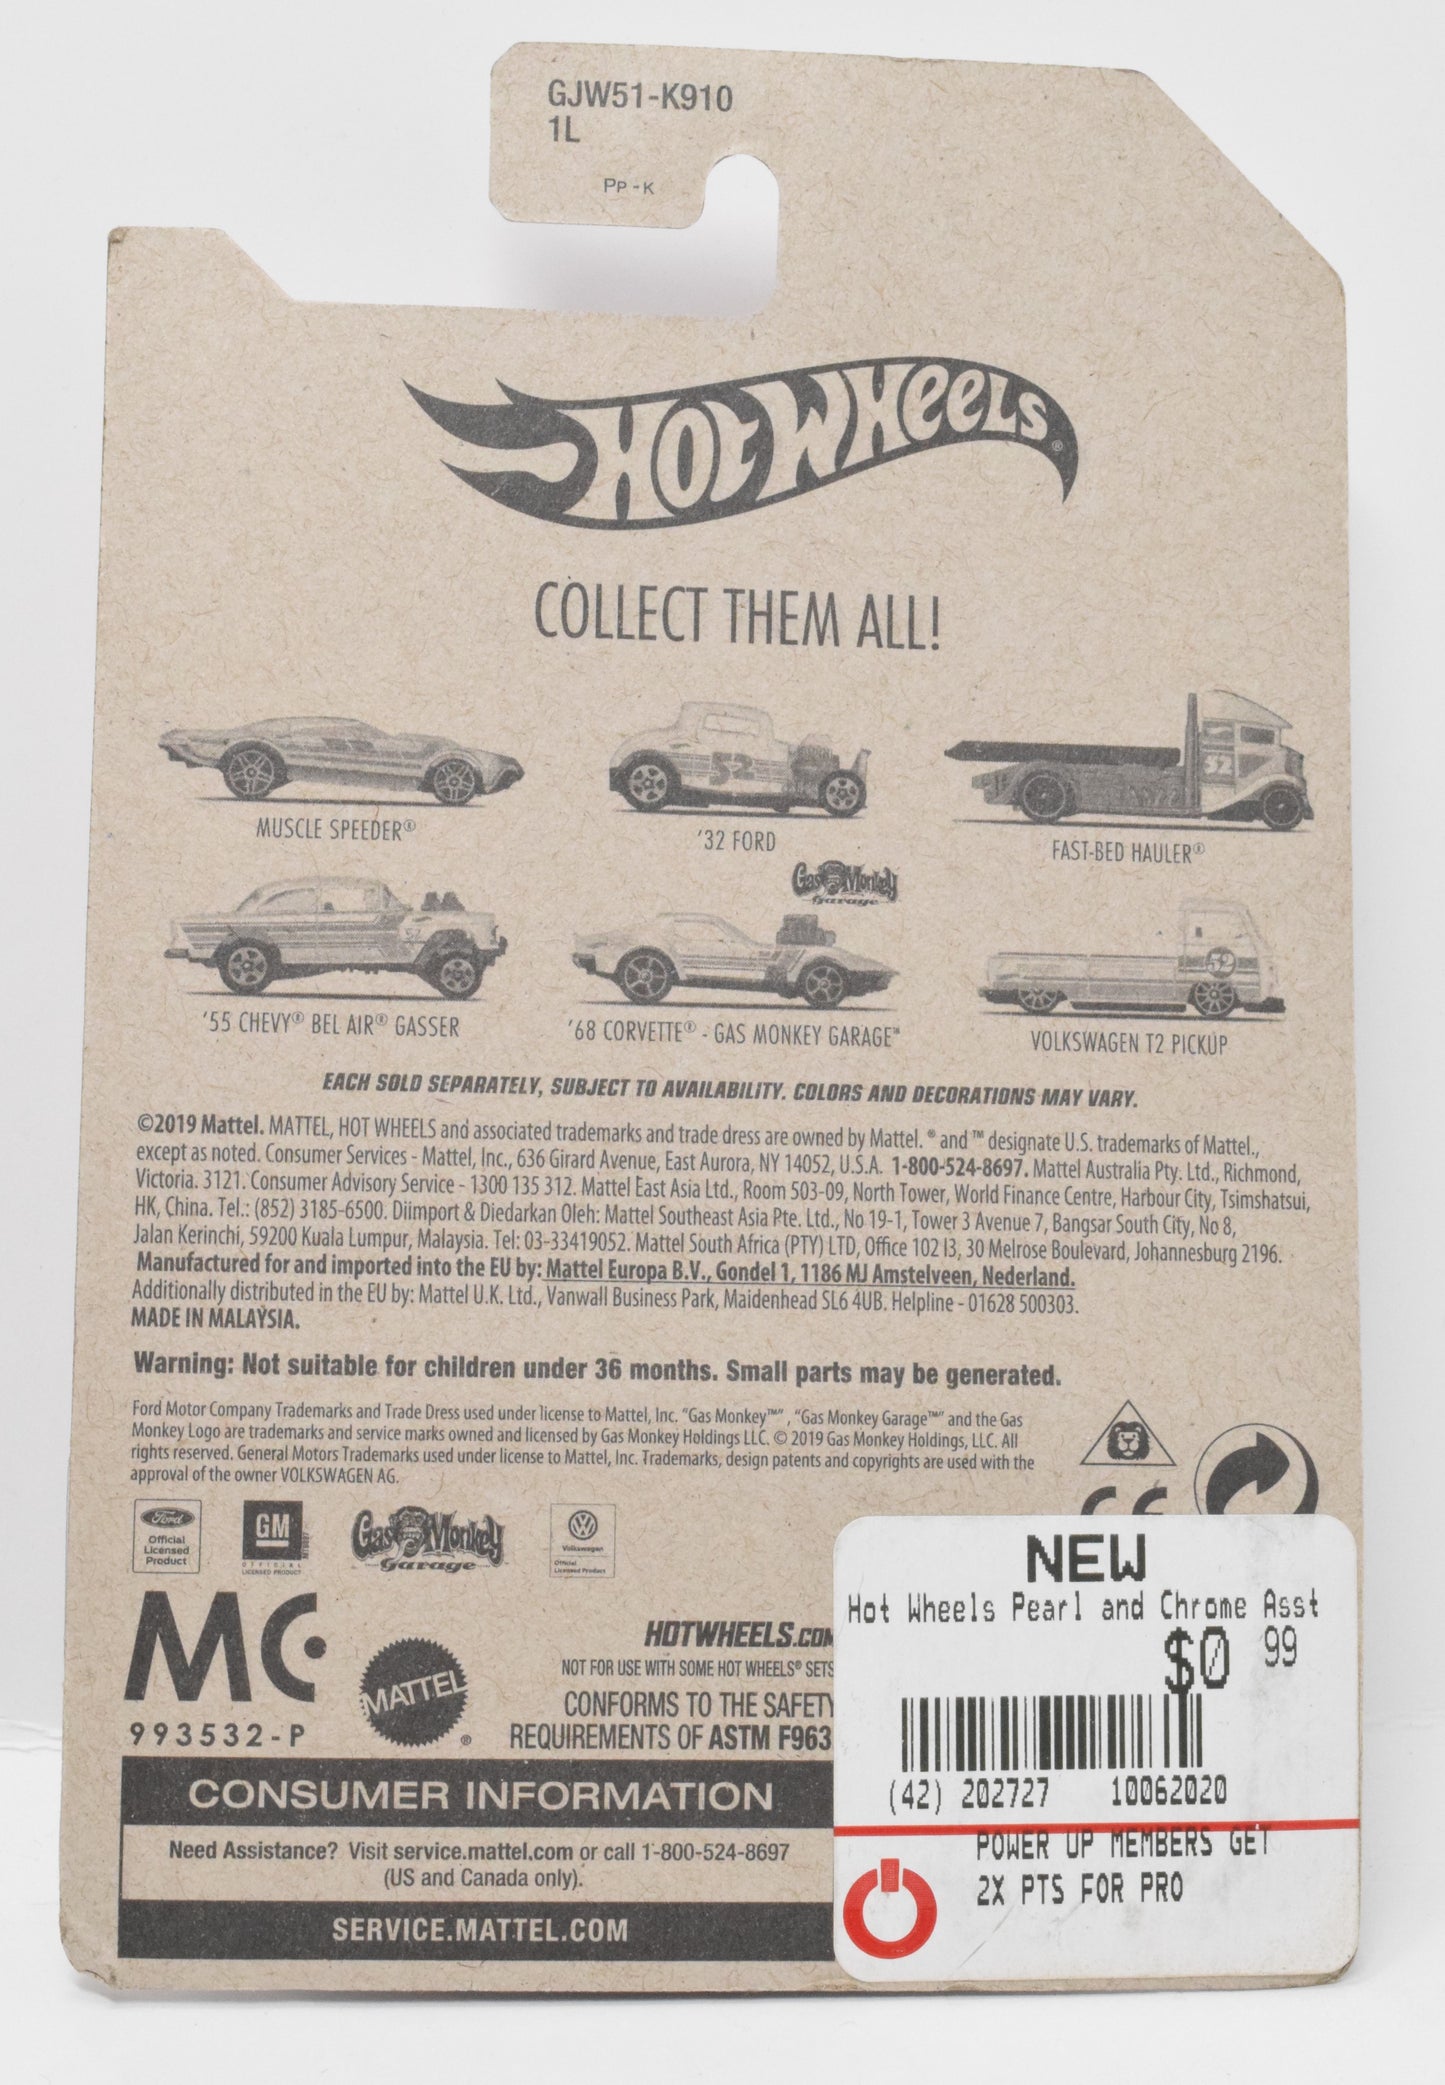 GJW51-K910
1L
PP-K
HOT WHEELS®
COLLECT THEM ALL!
52
52
MUSCLE SPEEDER®
'32 FORD
FAST-BED HAULER®
Gas Monkey
Garage
52
'55 CHEVY® BEL AIR® GASSER
'68 CORVETTE® - GAS MONKEY GARAGE™
VOLKSWAGEN T2 PICKUP
EACH SOLD SEPARATELY, SUBJECT TO AVAILABILITY. COLORS AND DECORATIONS MAY VARY.
©2019 Mattel. MATTEL, HOT WHEELS and associated trademarks and trade dress are owned by Mattel. ® and ™ designate U.S. trademarks of Mattel.,
except as noted. Consumer Services - Mattel, Inc., 636 Girard Avenue, East Aurora, NY 14052, U.S.A. 1-800-524-8697. Mattel Australia Pty. Ltd., Richmond,
Victoria. 3121. Consumer Advisory Service - 1300 135 312. Mattel East Asia Ltd., Room 503-09, North Tower, World Finance Centre, Harbour City, Tsimshatsui,
HK, China. Tel.: (852) 3185-6500. Diimport & Diedarkan Oleh: Mattel Southeast Asia Pte. Ltd., No 19-1, Tower 3 Avenue 7, Bangsar South City, No 8,
Jalan Kerinchi, 59200 Kuala Lumpur, Malaysia. Tel: 03-33419052. Mattel South Africa (PTY) LTD, Office 102 I3, 30 Melrose Boulevard, Johannesburg 2196.
Manufactured for and imported into the EU by: Mattel Europa B.V., Gondel 1, 1186 MJ Amstelveen, Nederland.
Additionally distributed in the EU by: Mattel U.K. Ltd., Vanwall Business Park, Maidenhead SL6 4UB. Helpline - 01628 500303.
MADE IN MALAYSIA.
Warning: Not suitable for children under 36 months. Small parts may be generated.
Ford Motor Company Trademarks and Trade Dress used under license to Mattel, Inc. "Gas Monkey™", "Gas Monkey Garage™" and the Gas
Monkey Logo are trademarks and service marks owned and licensed by Gas Monkey Holdings LLC. © 2019 Gas Monkey Holdings, LLC. All
rights reserved. General Motors Trademarks used under license to Mattel, Inc. Trademarks, design patents and copyrights are used with the
approval of the owner VOLKSWAGEN AG.
CE
Ford
Official
Licensed
Product
GM
OFFICIAL
LICENSED PRODUCT
Gas Monkey
Garage
Volkswagen
Official
Licensed Product
MC
993532-P
MATTEL®
HOTWHEELS.COM
NOT FOR USE WITH SOME HOT WHEELS® SETS
CONFORMS TO THE SAFETY
REQUIREMENTS OF ASTM F963
CONSUMER INFORMATION
Need Assistance? Visit service.mattel.com or call 1-800-524-8697
(US and Canada only).
SERVICE.MATTEL.COM
NEW
Hot Wheels Pearl and Chrome Asst
$0 99
(42) 202727 10062020
POWER UP MEMBERS GET
2X PTS FOR PRO